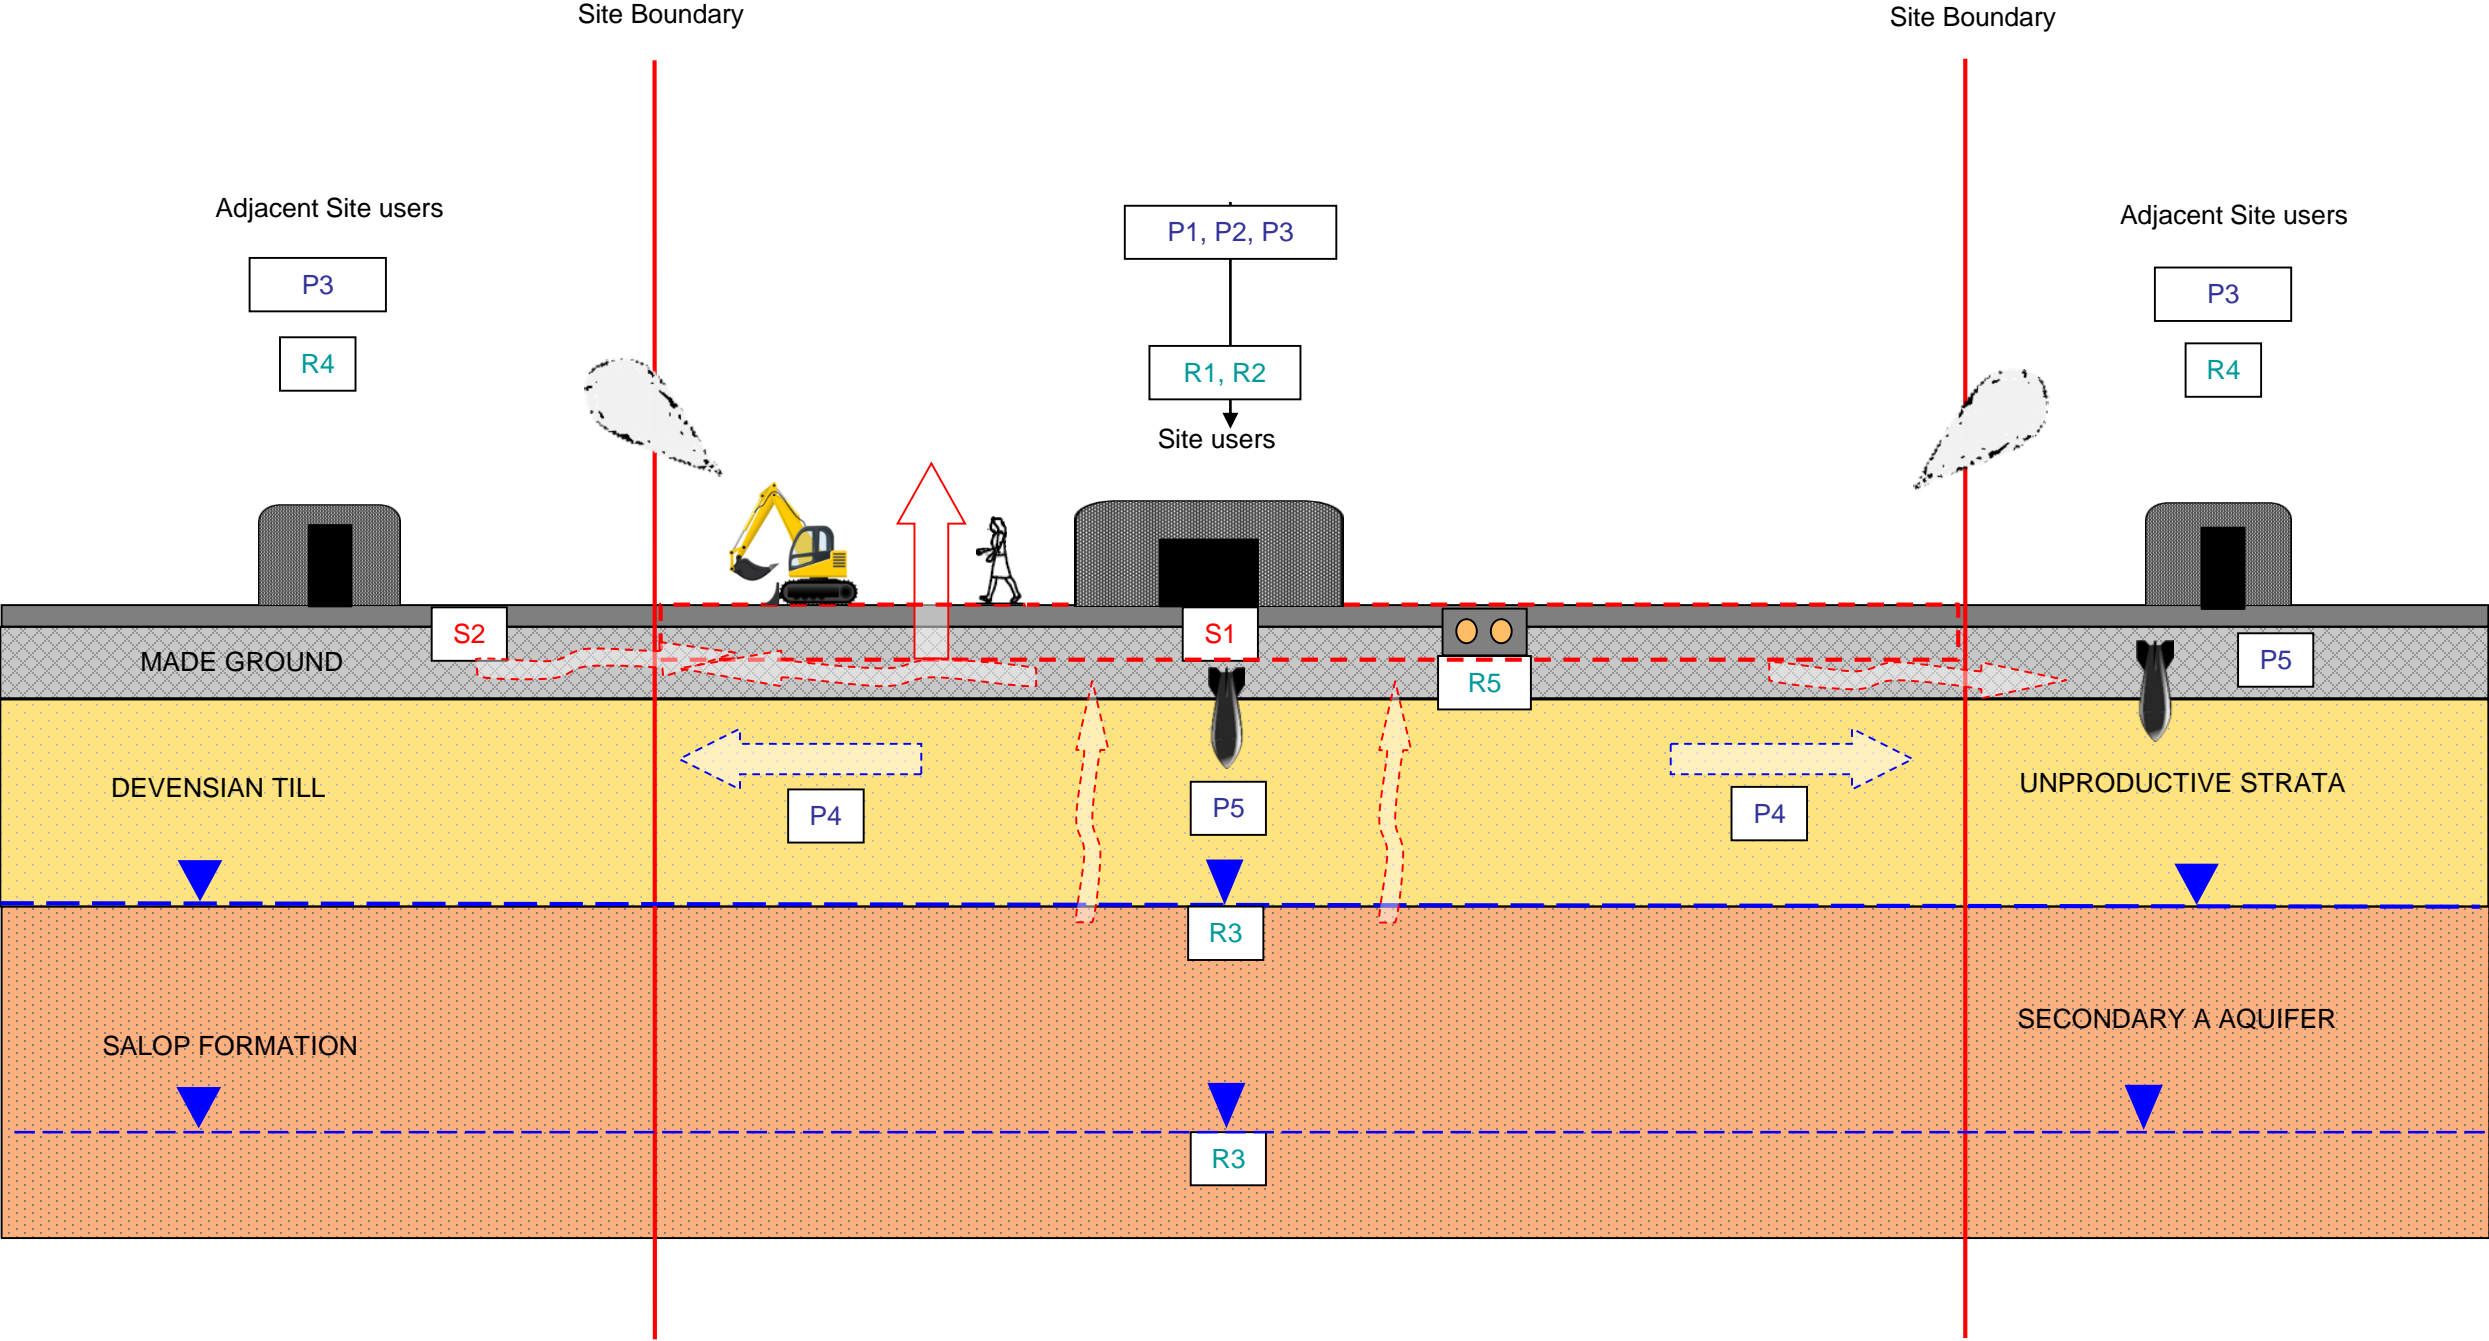 Site Boundary
Site Boundary
Adjacent Site users
P1, P2, P3
Adjacent Site users
P3
P3
R4
R1, R2
R4
Site users
S2
S1
MADE GROUND
P5
R5
DEVENSIAN TILL
UNPRODUCTIVE STRATA
P4
P5
P4
R3
SALOP FORMATION
SECONDARY A AQUIFER
R3